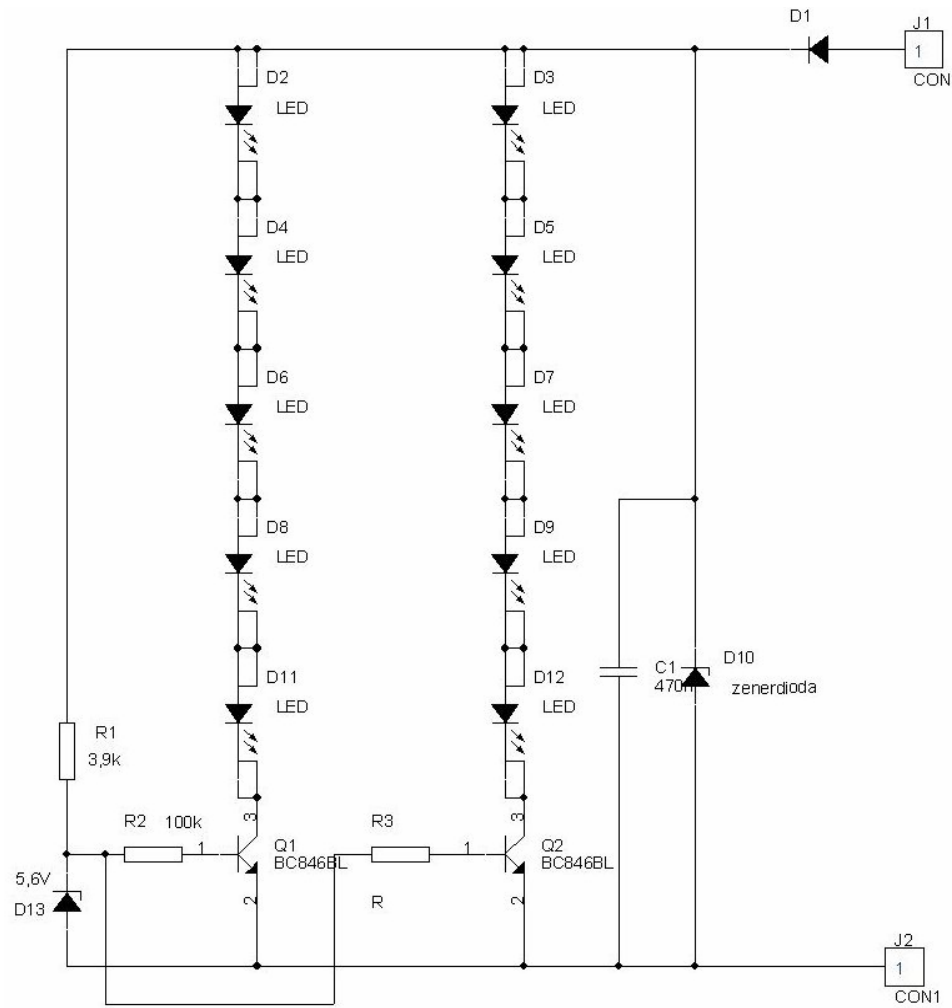 D1
J1
1
CON
D2
LED
D3
LED
D4
LED
D5
LED
D6
LED
D7
LED
D8
LED
D9
LED
D11
LED
D12
LED
C1
470n
D10
zenerdioda
R1
3,9k
R2 100k
1
3
Q1
BC846BL
2
R3
R
1
3
Q2
BC846BL
2
5,6V
D13
J2
1
CON1